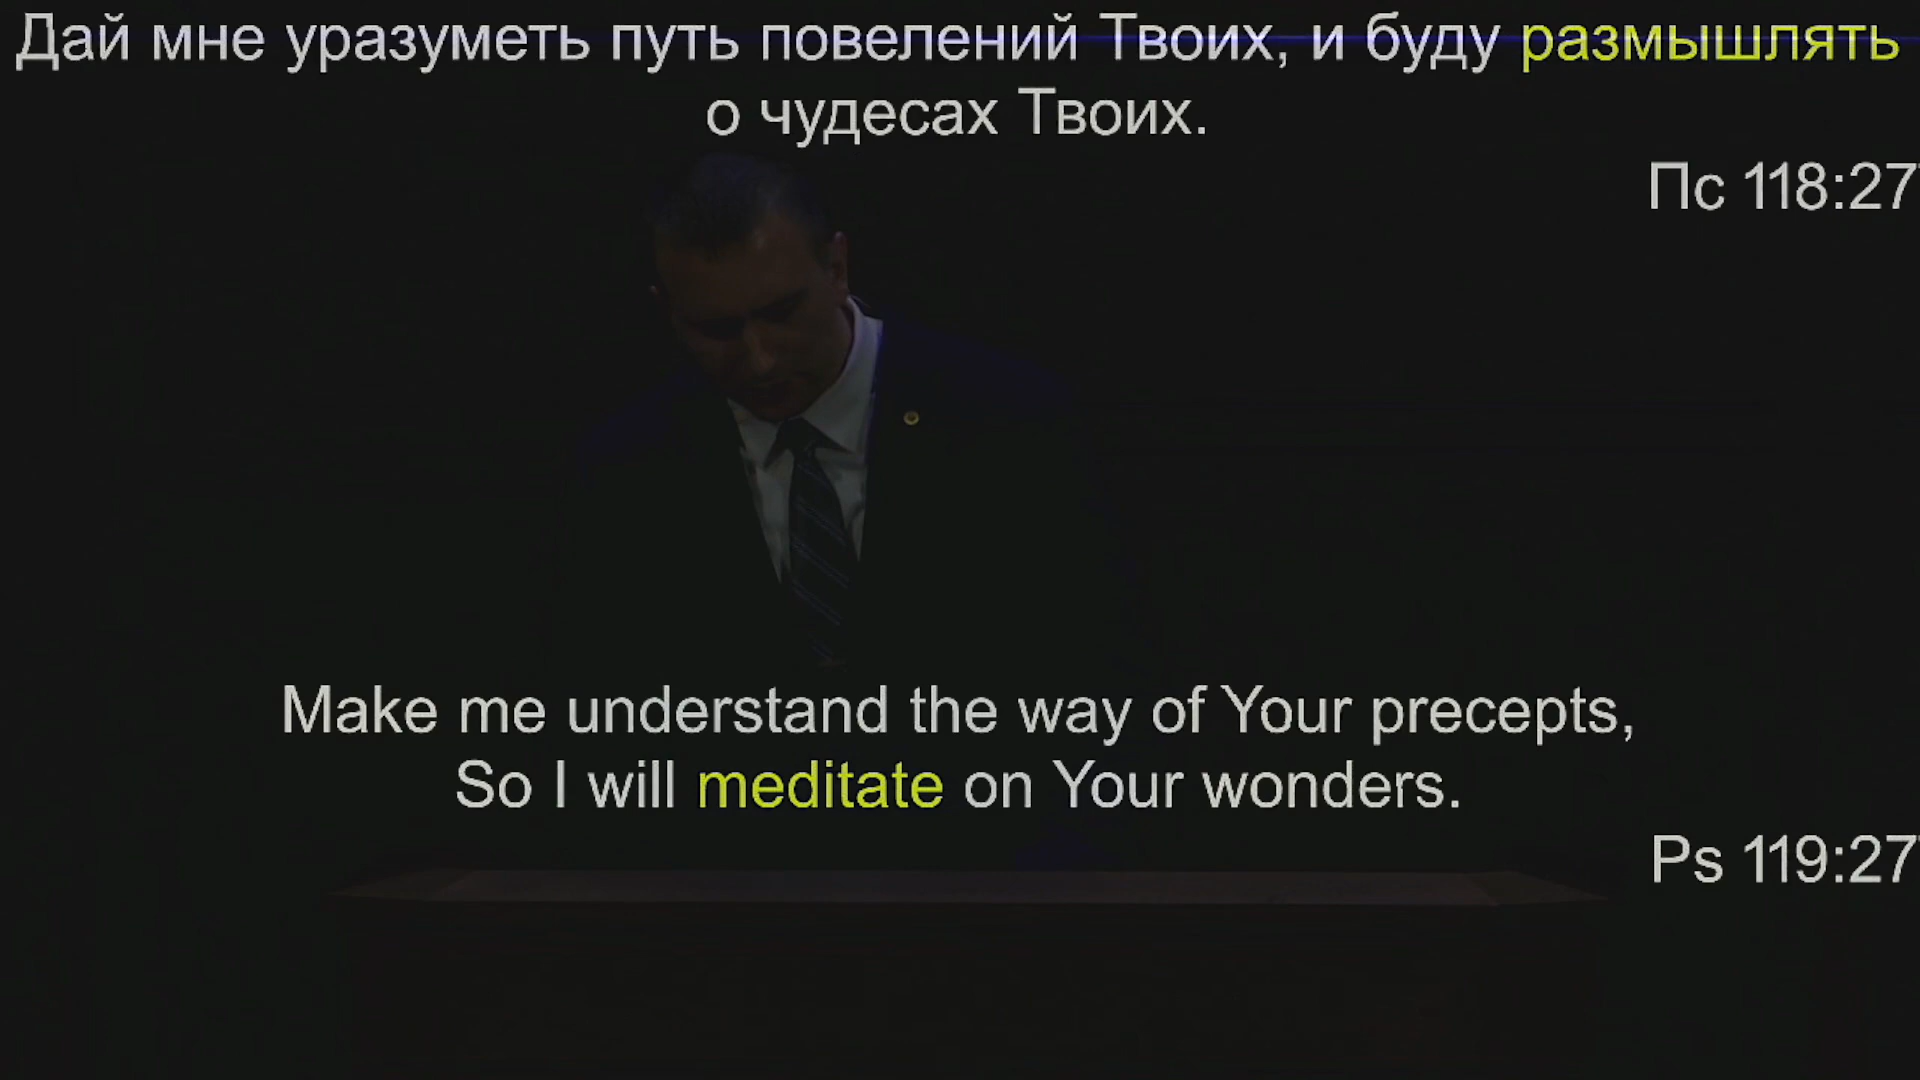 Дай мне уразуметь путь повелений Твоих, и буду размышлять
о чудесах Твоих.
Пс 118:27
Make me understand the way of Your precepts,
So I will meditate on Your wonders.
Ps 119:27